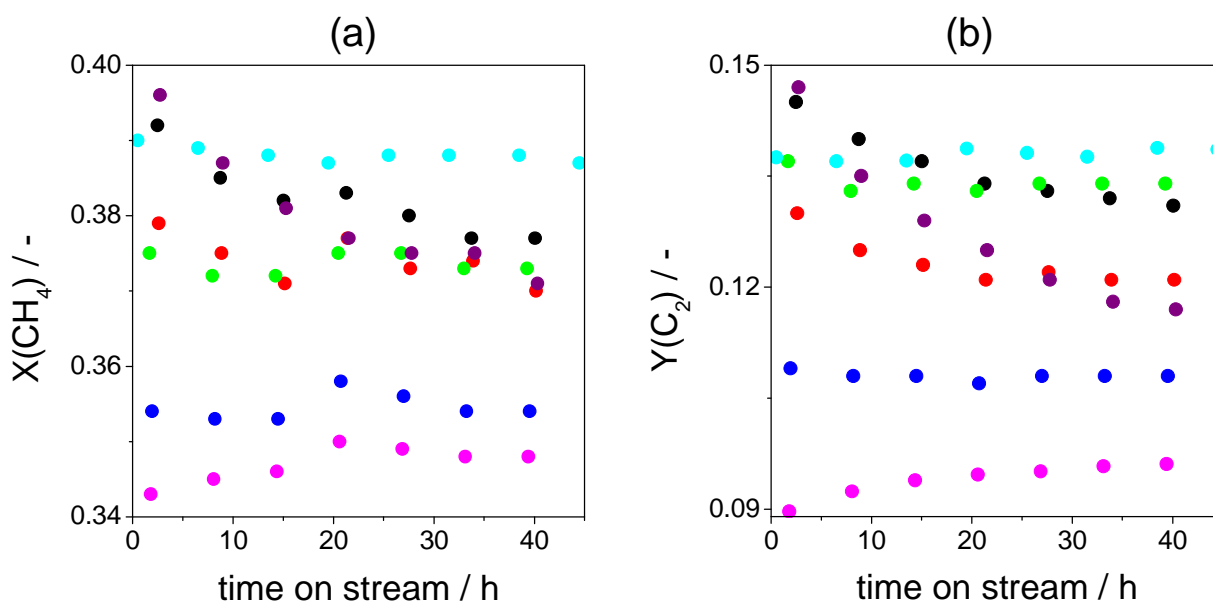 (a)
(b)
0.40
0.38
0.36
0.34
X(CH4) / -
0 10 20 30 40
time on stream / h
0.15
0.12
0.09
Y(C2) / -
0 10 20 30 40
time on stream / h